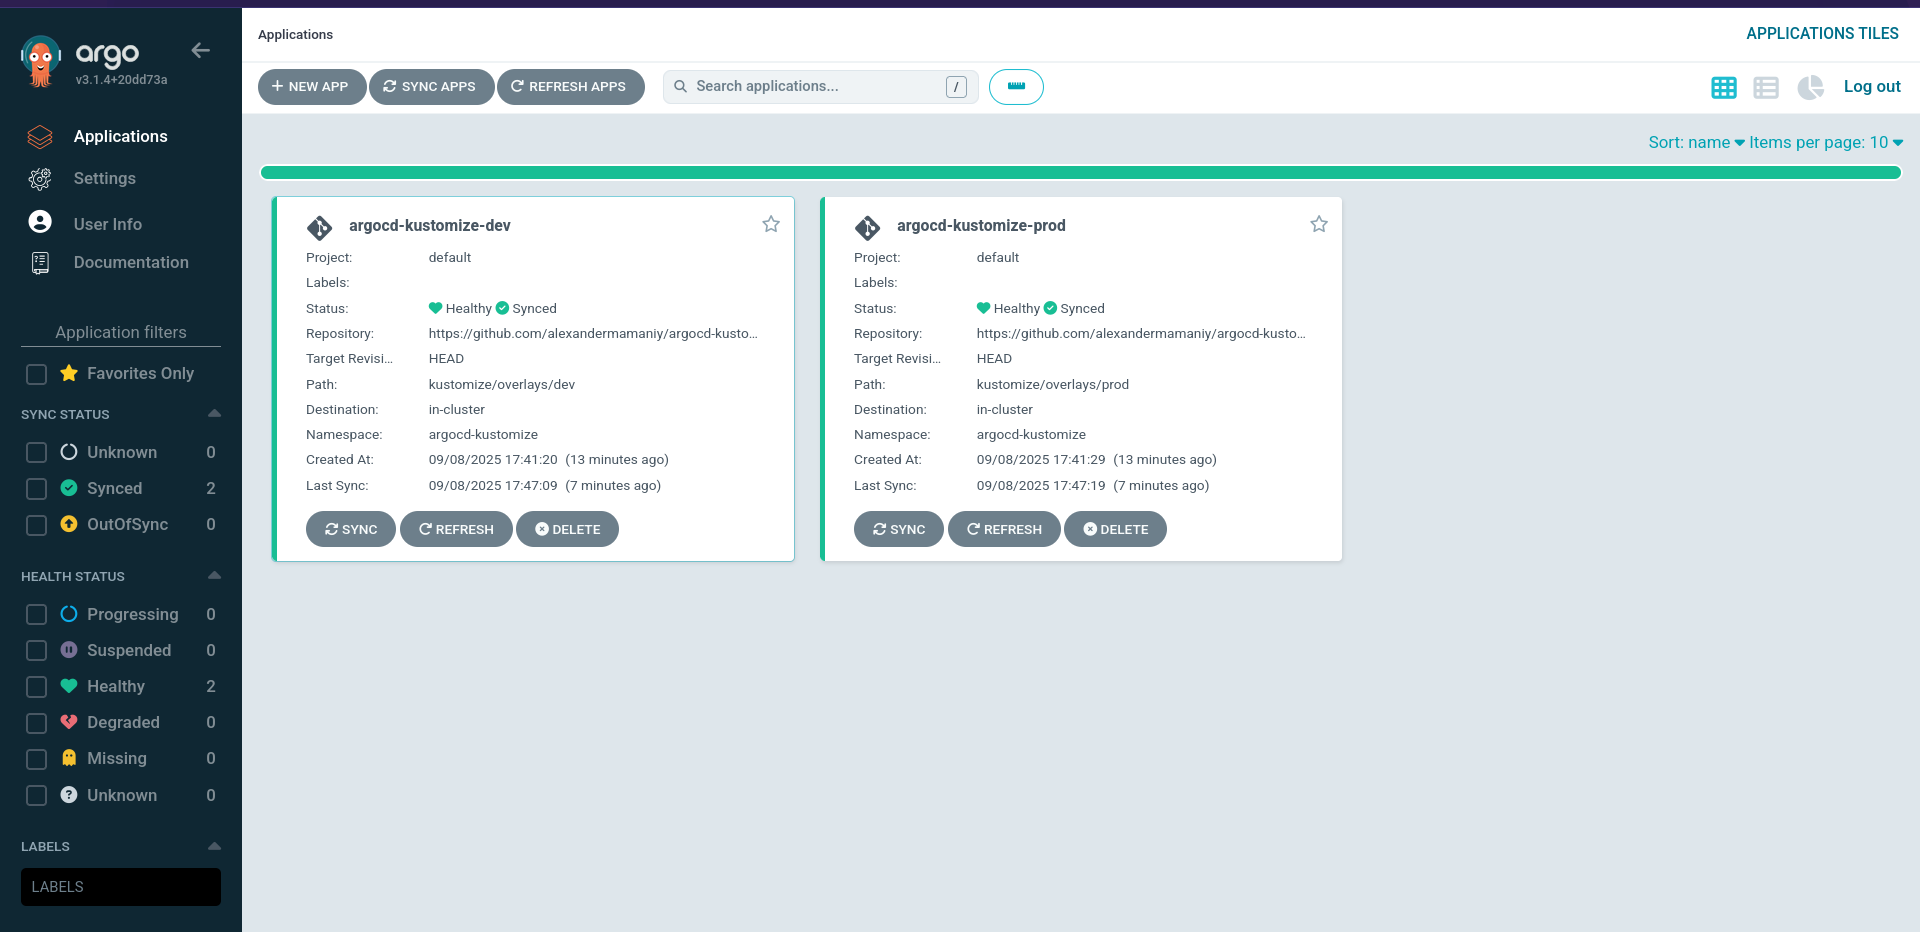 argo
v3.1.4+20dd73a
Applications
Settings
User Info
Documentation
Application filters
Favorites Only
SYNC STATUS
Unknown 0
Synced 2
OutOfSync 0
HEALTH STATUS
Progressing 0
Suspended 0
Healthy 2
Degraded 0
Missing 0
Unknown 0
LABELS
LABELS
Applications
APPLICATIONS TILES
NEW APP SYNC APPS REFRESH APPS Search applications... / Log out
Sort: name Items per page: 10
argocd-kustomize-dev
Project: default
Labels:
Status: Healthy Synced
Repository: https://github.com/alexandermamaniy/argocd-kusto...
Target Revisi... HEAD
Path: kustomize/overlays/dev
Destination: in-cluster
Namespace: argocd-kustomize
Created At: 09/08/2025 17:41:20 (13 minutes ago)
Last Sync: 09/08/2025 17:47:09 (7 minutes ago)
SYNC REFRESH DELETE
argocd-kustomize-prod
Project: default
Labels:
Status: Healthy Synced
Repository: https://github.com/alexandermamaniy/argocd-kusto...
Target Revisi... HEAD
Path: kustomize/overlays/prod
Destination: in-cluster
Namespace: argocd-kustomize
Created At: 09/08/2025 17:41:29 (13 minutes ago)
Last Sync: 09/08/2025 17:47:19 (7 minutes ago)
SYNC REFRESH DELETE